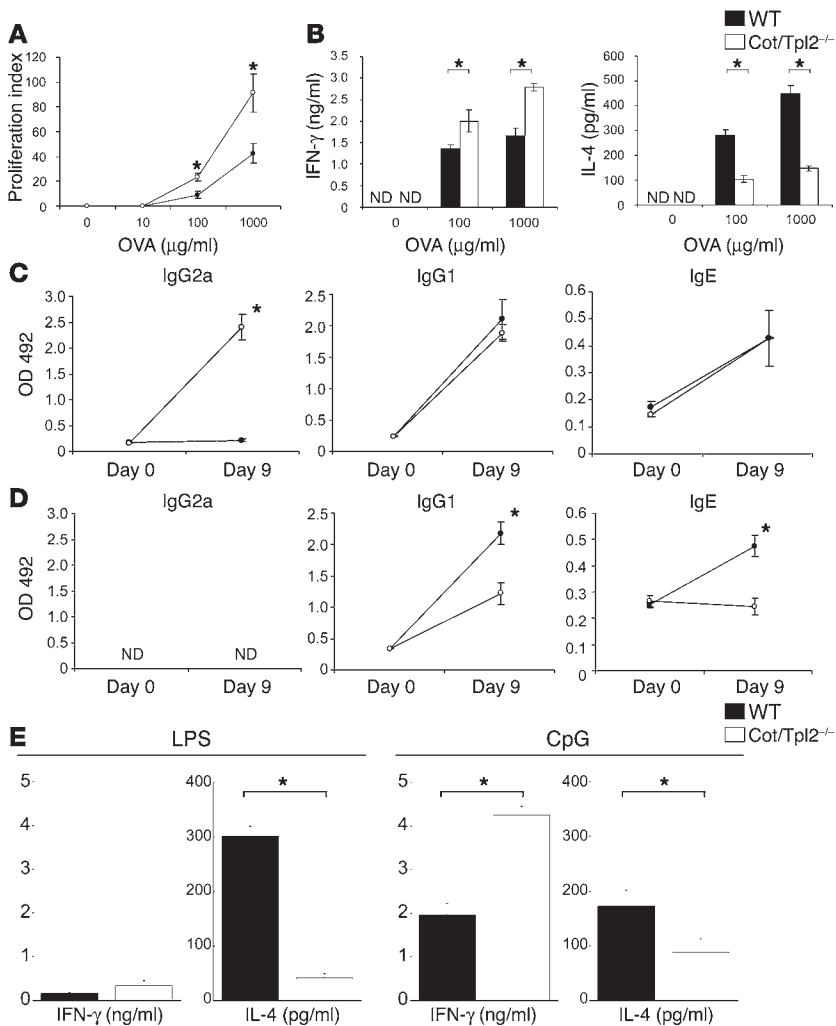 WT
Cot/Tpl2–/–
A
120
100
80
60
40
20
0
Proliferation index
*
*
0 10 100 1000
OVA (μg/ml)
B
3.5
3.0
2.5
2.0
1.5
1.0
.5
0
IFN-γ (ng/ml)
* *
ND ND
0 100 1000
OVA (μg/ml)
600
500
400
300
200
100
0
IL-4 (pg/ml)
* *
ND ND
0 100 1000
OVA (μg/ml)
C
IgG2a
3.0
2.5
2.0
1.5
1.0
0.5
0
OD 492
*
Day 0 Day 9
IgG1
2.5
2.0
1.5
1.0
0.5
0
Day 0 Day 9
IgE
0.6
0.5
0.4
0.3
0.2
0.1
0
Day 0 Day 9
D
IgG2a
3.0
2.5
2.0
1.5
1.0
0.5
0
OD 492
ND ND
Day 0 Day 9
IgG1
2.5
2.0
1.5
1.0
0.5
0
*
Day 0 Day 9
IgE
0.6
0.5
0.4
0.3
0.2
0.1
0
*
Day 0 Day 9
WT
Cot/Tpl2–/–
E
LPS
5
4
3
2
1
0
IFN-γ (ng/ml)
400
300
200
100
0
*
IL-4 (pg/ml)
CpG
5
4
3
2
1
0
*
IFN-γ (ng/ml)
400
300
200
100
0
*
IL-4 (pg/ml)